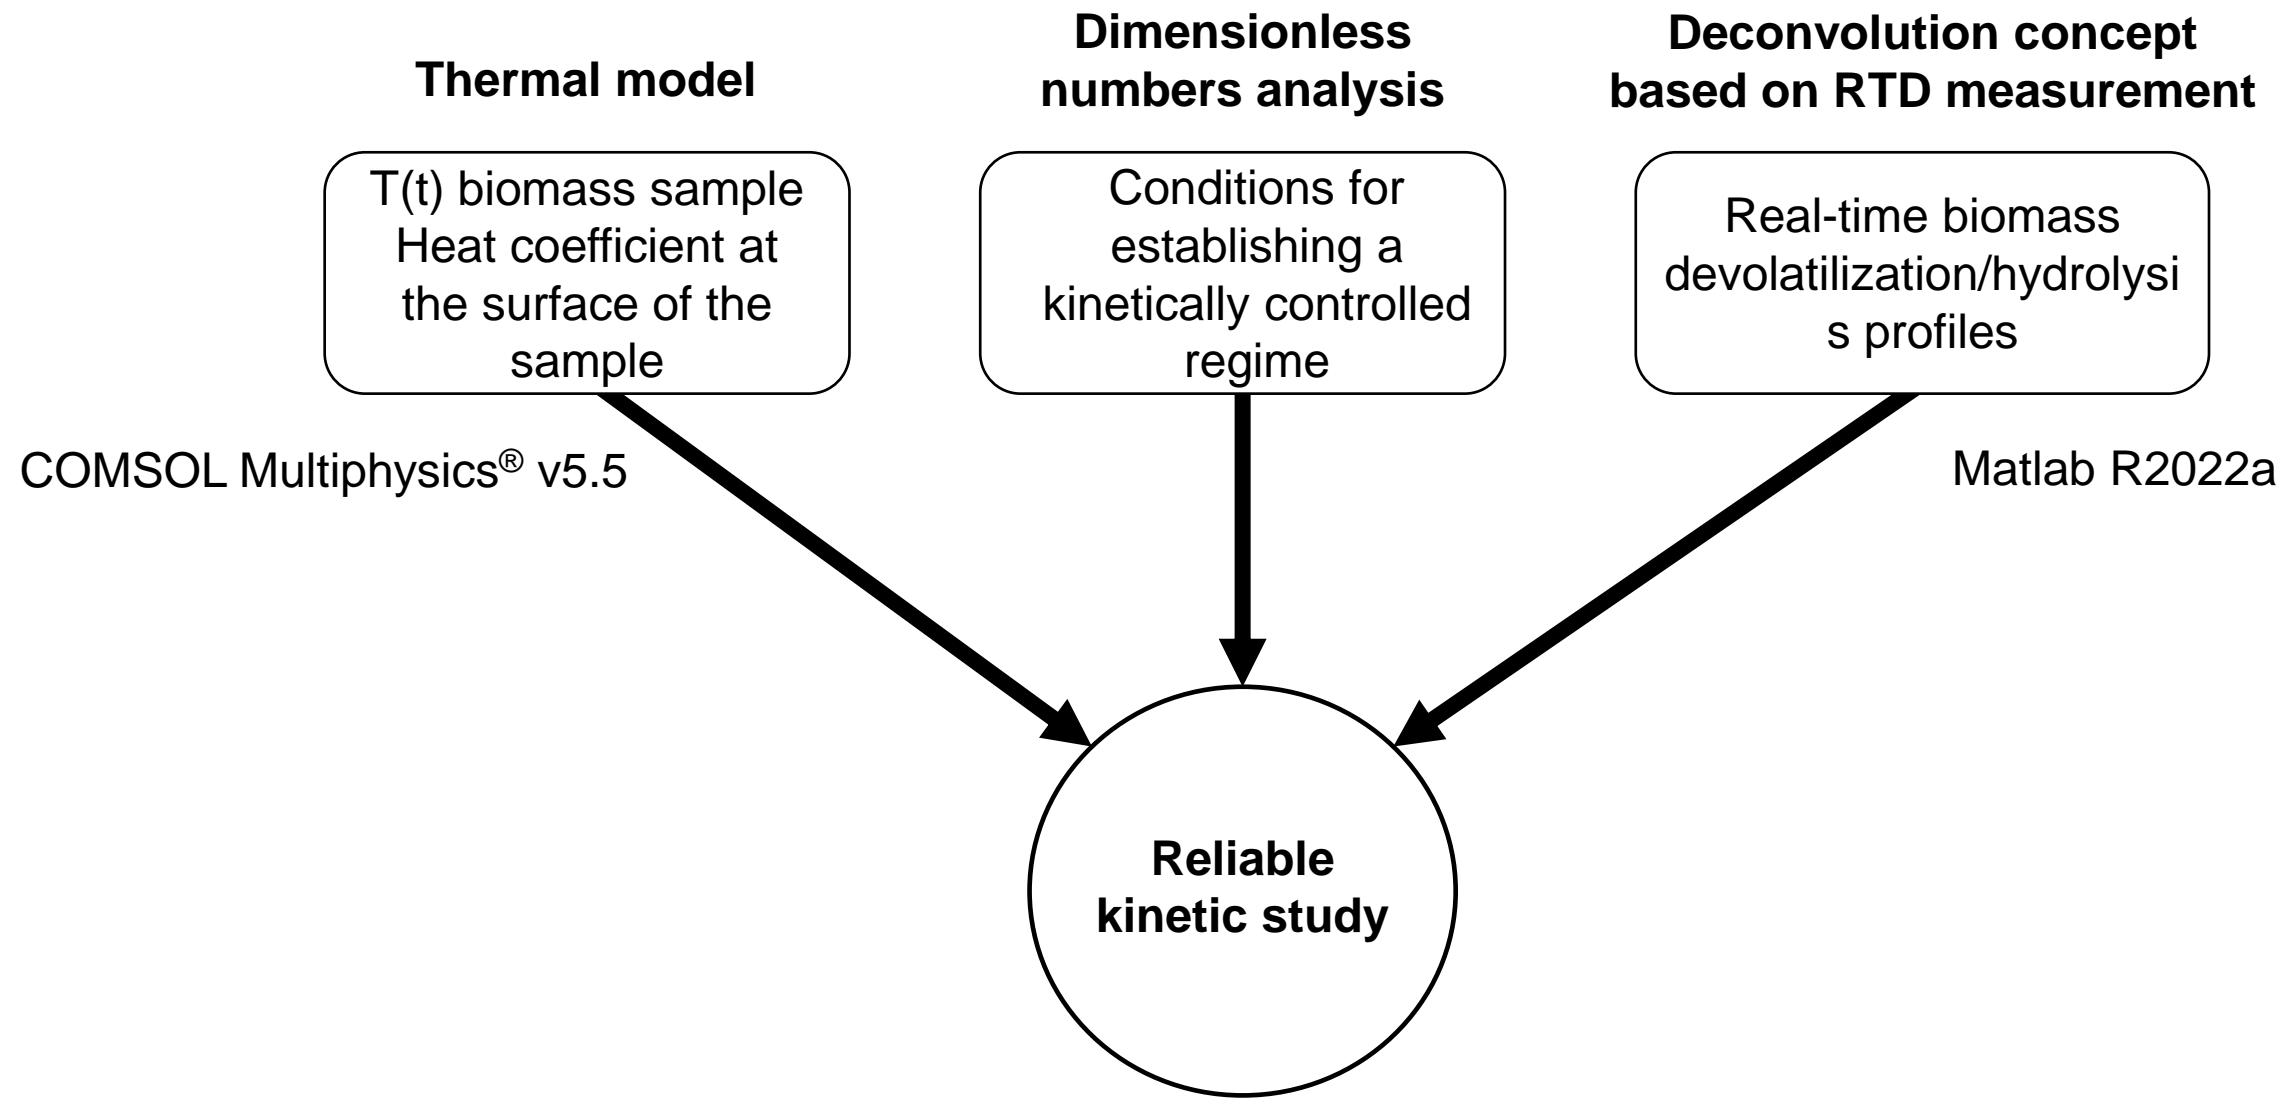 Thermal model
Dimensionless
numbers analysis
Deconvolution concept
based on RTD measurement
T(t) biomass sample
Heat coefficient at
the surface of the
sample
Conditions for
establishing a
kinetically controlled
regime
Real-time biomass
devolatilization/hydrolysi
s profiles
COMSOL Multiphysics® v5.5
Matlab R2022a
Reliable
kinetic study